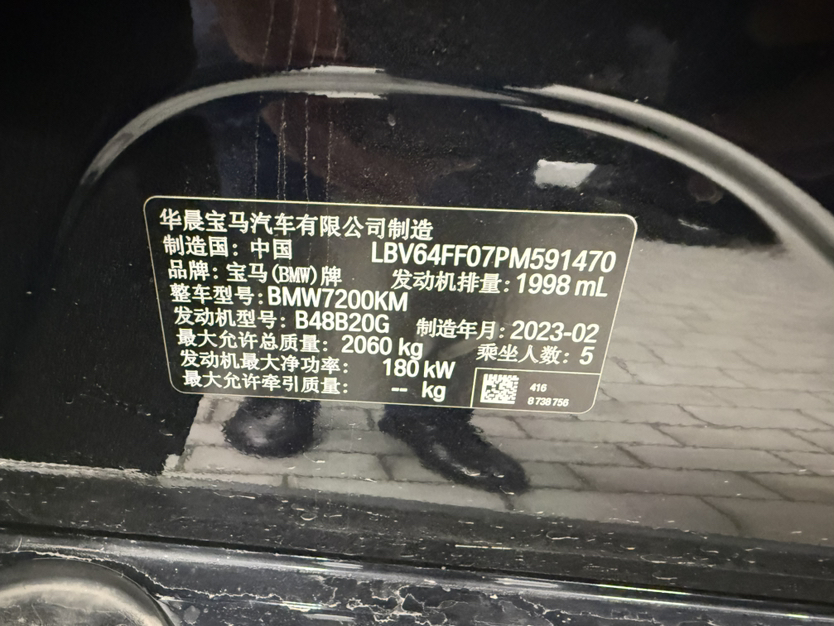 华晨宝马汽车有限公司制造
制造国：中国 LBV64FF07PM591470
品牌：宝马(BMW)牌 发动机排量：1998 mL
整车型号：BMW7200KM
发动机型号：B48B20G 制造年月：2023-02
最大允许总质量：2060 kg 乘坐人数：5
发动机最大净功率：180 kW
最大允许牵引质量：-- kg
416
8 738 756